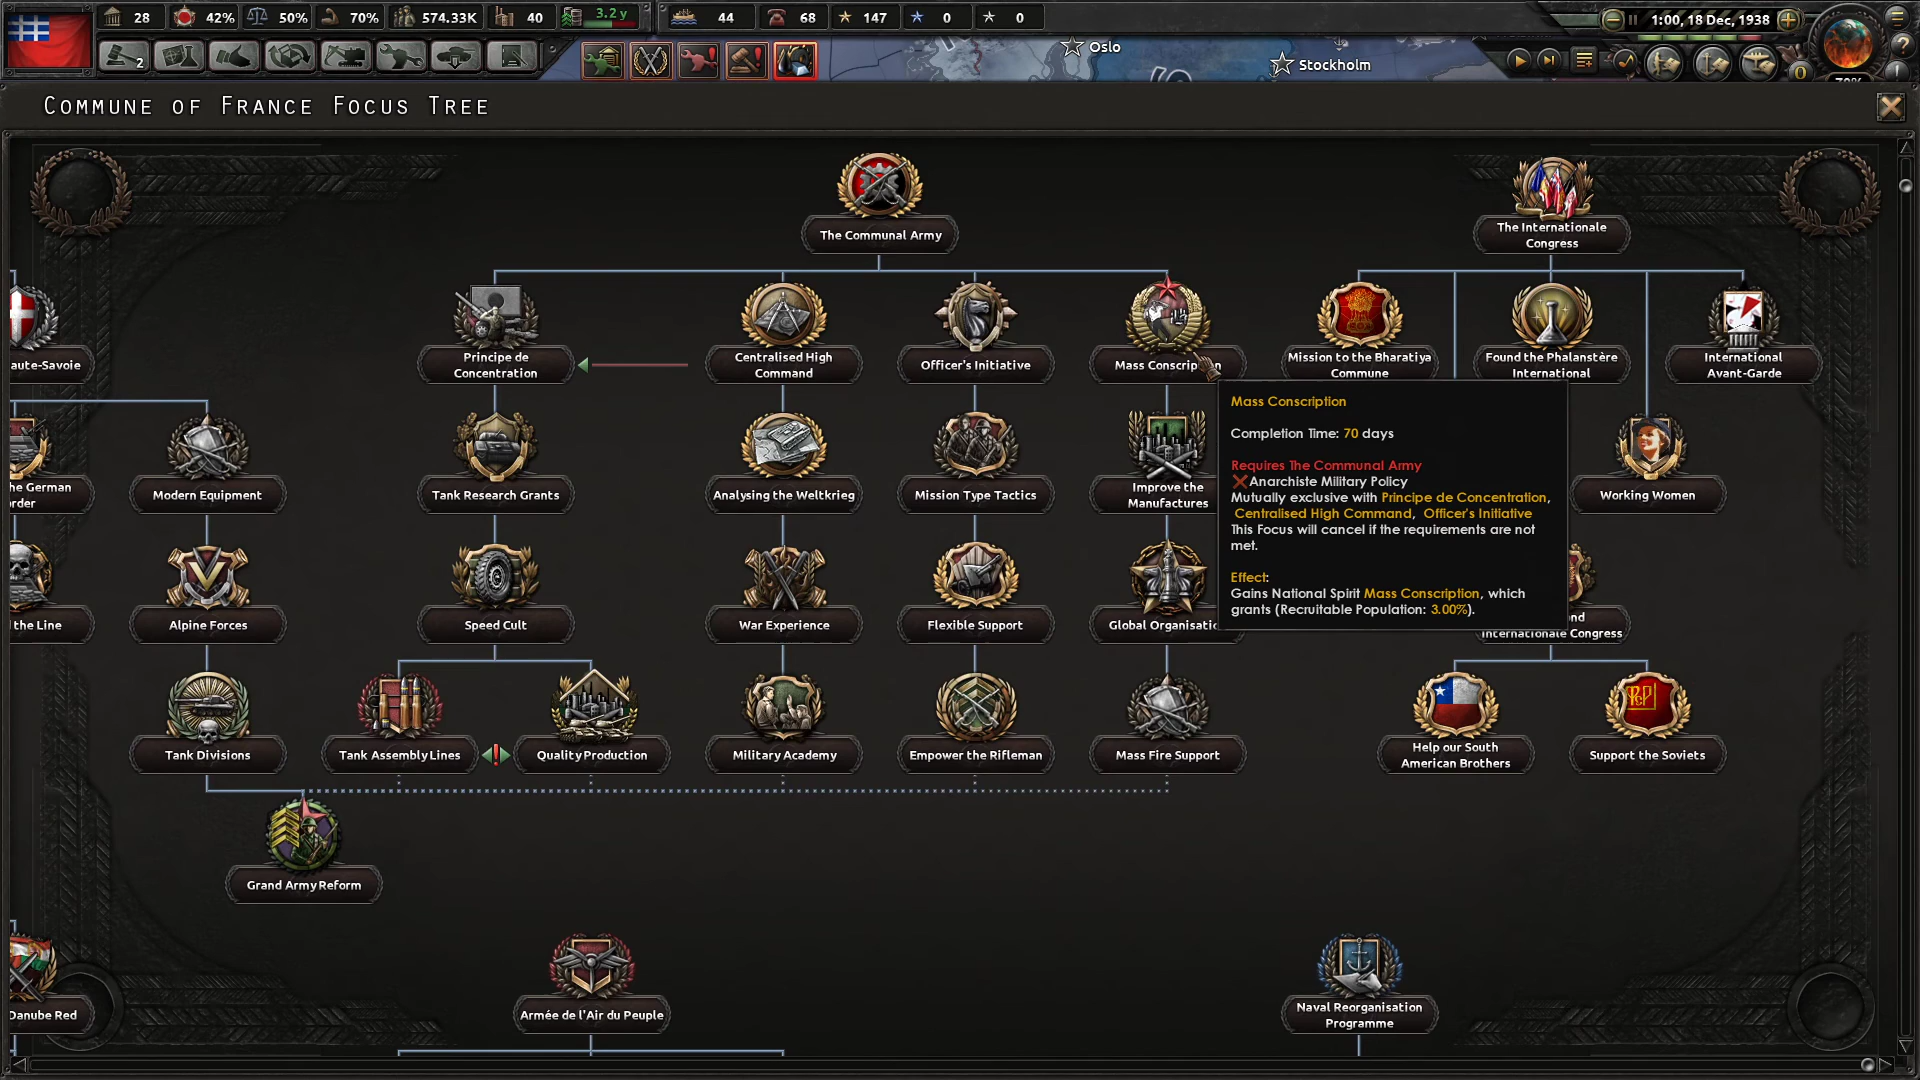 28
42%
50%
70%
574.33K
40
3.2 y
44
68
147
0
0
1:00, 18 Dec, 1938
2
Oslo
Stockholm
0
COMMUNE OF FRANCE FOCUS TREE
The Communal Army
The Internationale
Congress
aute-Savoie
Principe de
Concentration
Centralised High
Command
Officer's Initiative
Mass Conscription
Mission to the Bharatiya
Commune
Found the Phalanstère
International
International
Avant-Garde
Mass Conscription
Completion Time: 70 days
Requires The Communal Army
Anarchiste Military Policy
Mutually exclusive with Principe de Concentration,
Centralised High Command, Officer's Initiative
This Focus will cancel if the requirements are not
met.
Effect:
Gains National Spirit Mass Conscription, which
grants (Recruitable Population: 3.00%).
he German
order
Modern Equipment
Tank Research Grants
Analysing the Weltkrieg
Mission Type Tactics
Improve the
Manufactures
Working Women
the Line
Alpine Forces
Speed Cult
War Experience
Flexible Support
Global Organisatio
nd
Internationale Congress
Tank Divisions
Tank Assembly Lines
Quality Production
Military Academy
Empower the Rifleman
Mass Fire Support
Help our South
American Brothers
Support the Soviets
Grand Army Reform
Danube Red
Armée de l'Air du Peuple
Naval Reorganisation
Programme